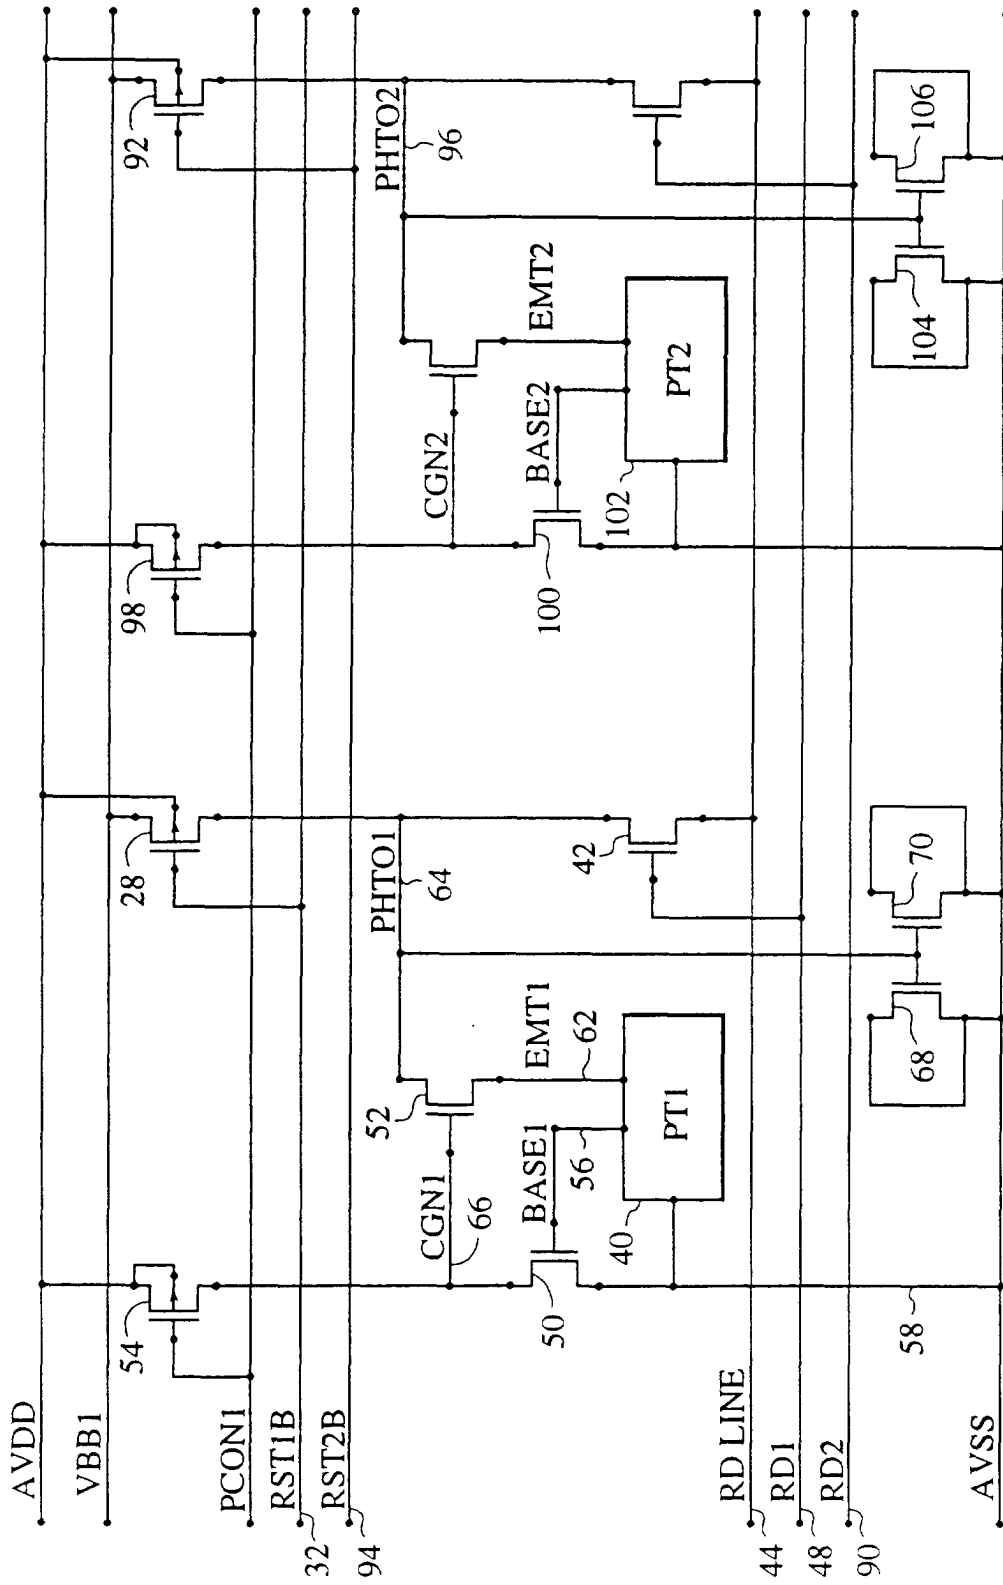 AVDD
VBB1
PCON1
RST1B
32
RST2B
94
54
28
98
92
CGN1
66
52
PHTO1
64
CGN2
PHTO2
96
50
BASE1
56
EMT1
62
42
100
BASE2
EMT2
40
PT1
102
PT2
RD LINE
44
RD1
48
RD2
90
58
68
70
104
106
AVSS